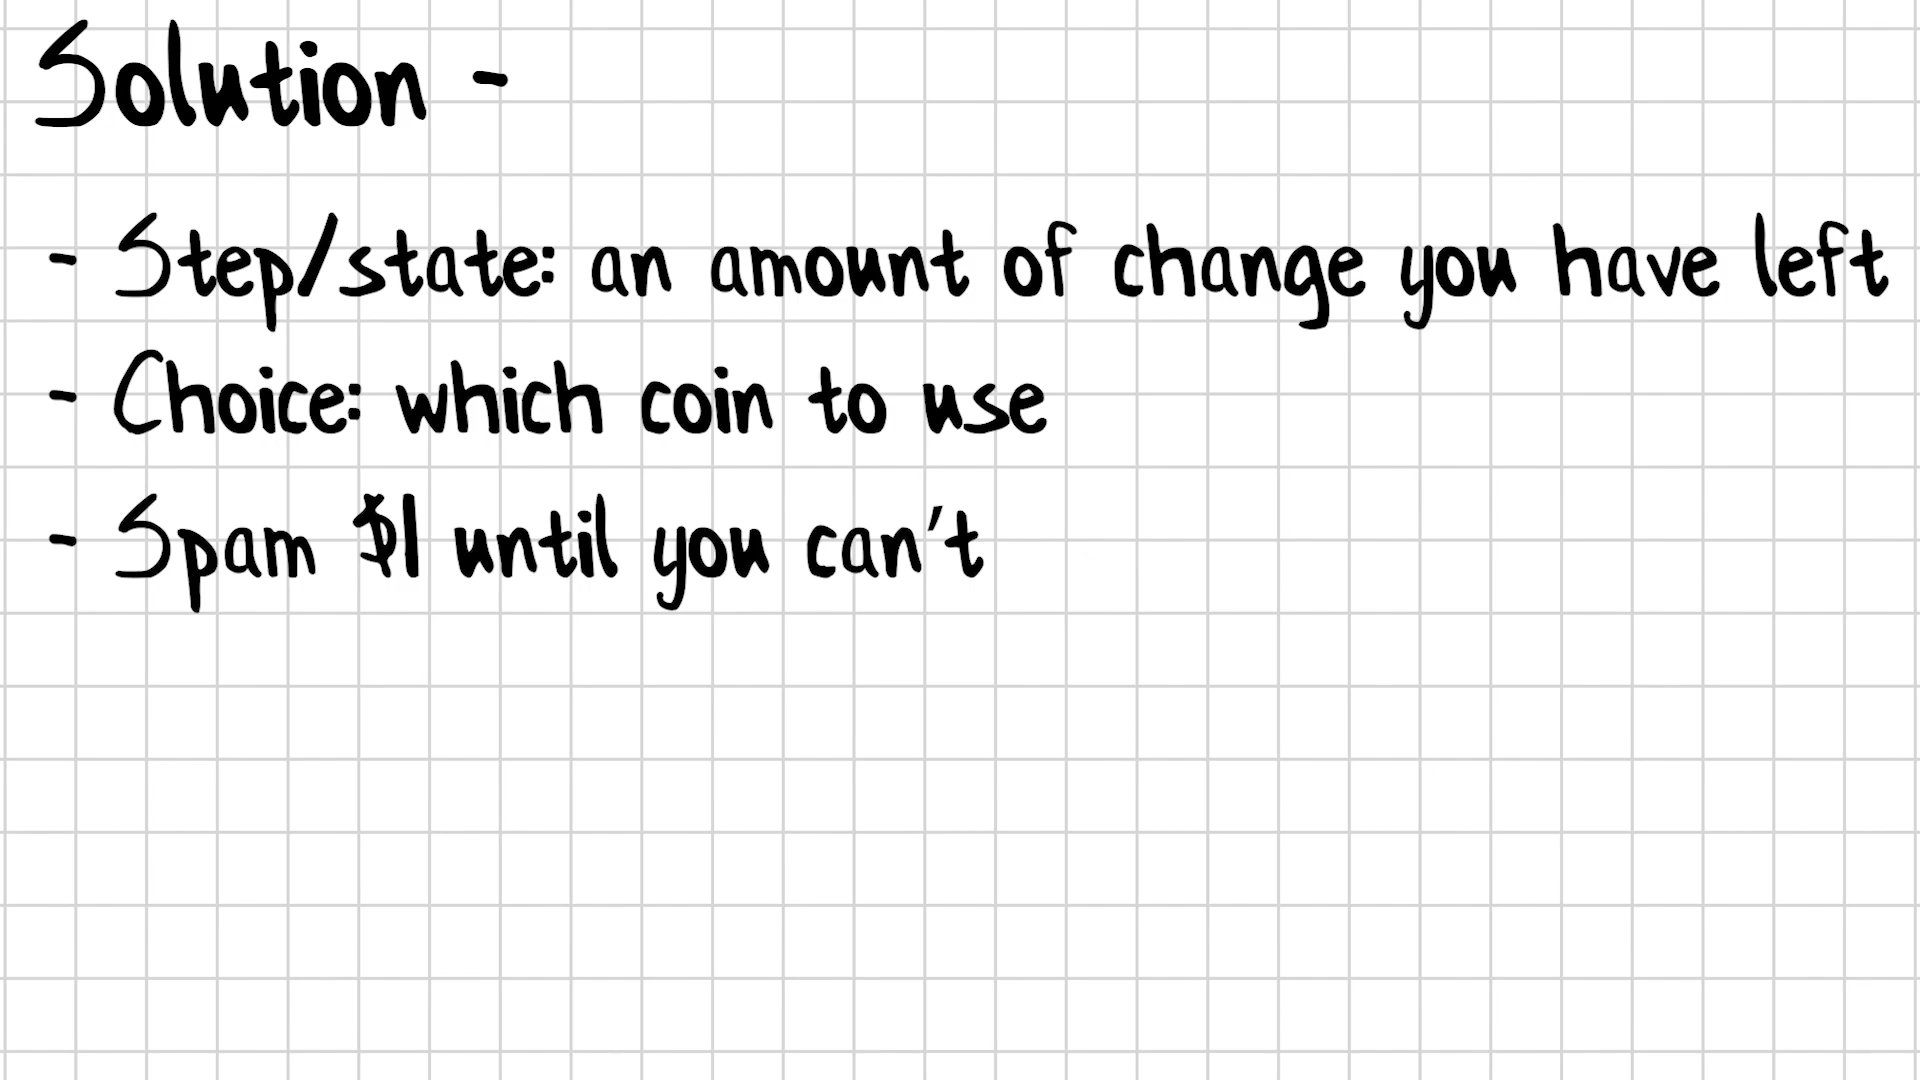 Solution -
- Step/state: an amount of change you have left
- Choice: which coin to use
- Spam $1 until you can't